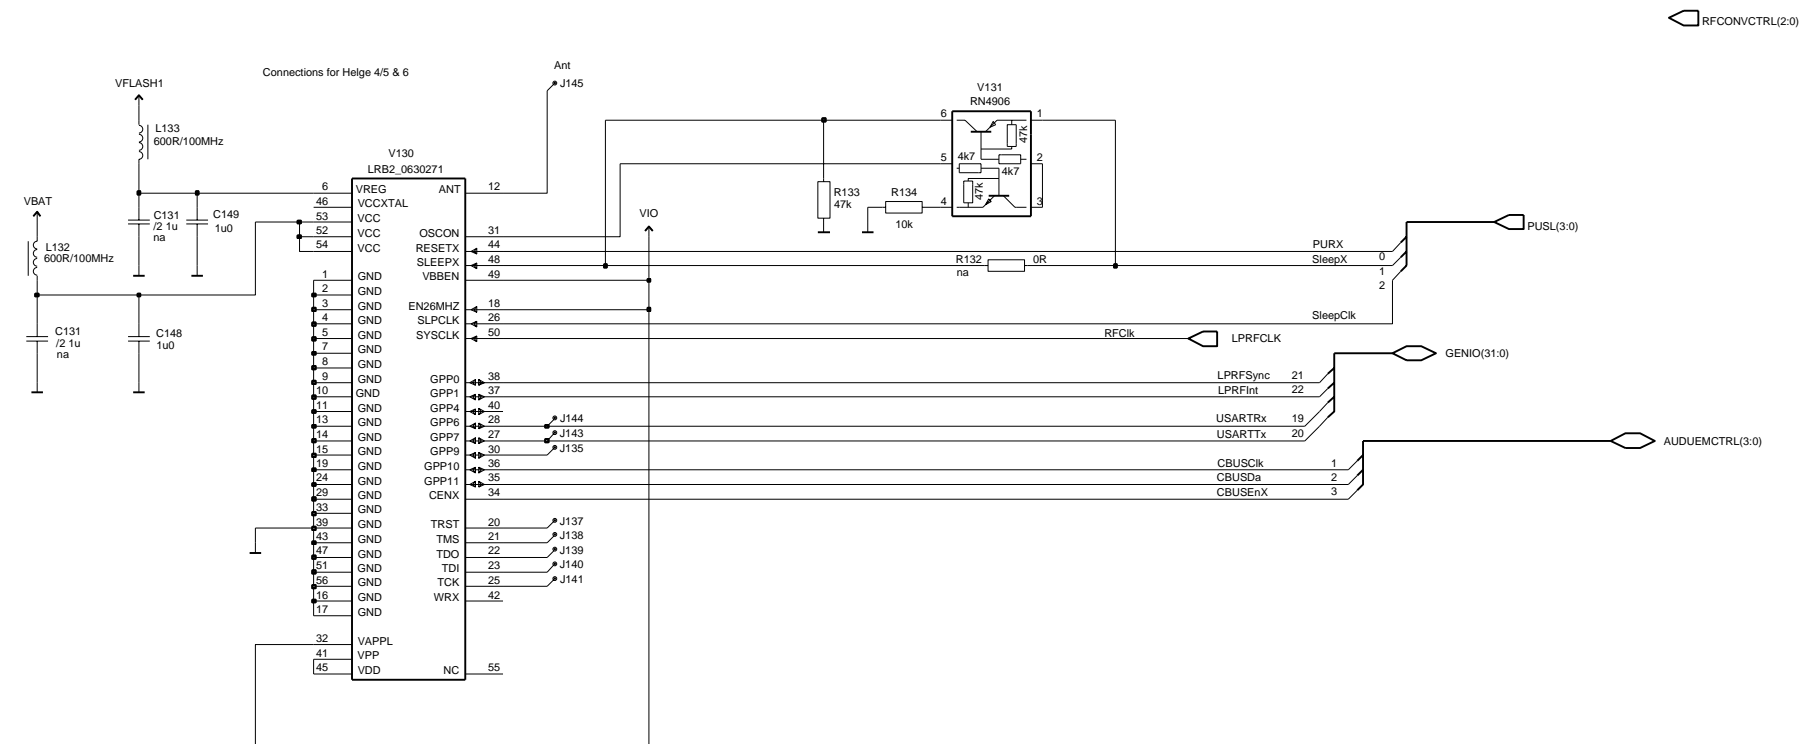 RFCONVCTRL(2:0)
Connections for Helge 4/5 & 6
Ant
J145
VFLASH1
L133
600R/100MHz
V131
RN4906
6 1
47k
5 4k7 2
4k7
47k
4 3
V130
LRB2_0630271
R133
47k
R134
10k
VBAT
L132
600R/100MHz
C131
/2 1u
na
C149
1u0
C131
/2 1u
na
C148
1u0
VIO
6 VREG ANT 12
46 VCCXTAL
53 VCC
52 VCC OSCON 31
54 VCC RESETX 44 PURX 0
SLEEPX 48 R132 0R SleepX 1
na
PUSL(3:0)
1 GND VBBEN 49 2
2 GND
3 GND EN26MHZ 18
4 GND SLPCLK 26 SleepClk
5 GND SYSCLK 50 RFClk LPRFCLK
7 GND
8 GND GENIO(31:0)
9 GND GPP0 38 LPRFSync 21
10 GND GPP1 37 LPRFInt 22
11 GND GPP4 40
13 GND GPP6 28 J144 USARTRx 19
14 GND GPP7 27 J143 USARTTx 20
15 GND GPP9 30 J135
AUDUEMCTRL(3:0)
19 GND GPP10 36 CBUSClk 1
24 GND GPP11 35 CBUSDa 2
29 GND CENX 34 CBUSEnX 3
33 GND
39 GND TRST 20 J137
43 GND TMS 21 J138
47 GND TDO 22 J139
51 GND TDI 23 J140
56 GND TCK 25 J141
16 GND WRX 42
17 GND
32 VAPPL
41 VPP
45 VDD NC 55